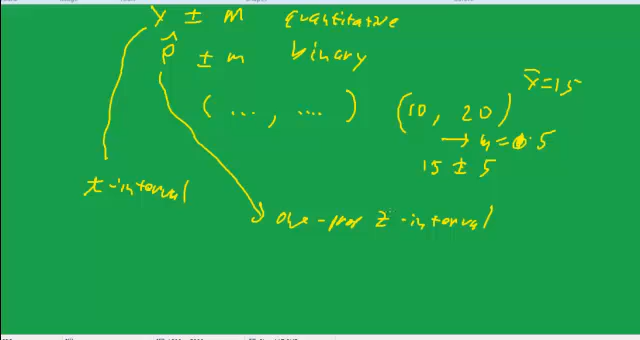 x̄ ± m quantitative
p̂ ± m binary
x̄ = 15
( ..., .... ) (10, 20)
→ m = 5
15 ± 5
t-interval
one-prop z-interval